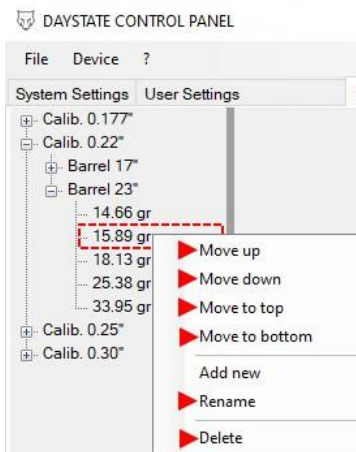 DAYSTATE CONTROL PANEL
File Device ?
System Settings User Settings
Calib. 0.177"
Calib. 0.22"
Barrel 17"
Barrel 23"
14.66 gr
15.89 gr
18.13 gr
25.38 gr
33.95 gr
Calib. 0.25"
Calib. 0.30"
Move up
Move down
Move to top
Move to bottom
Add new
Rename
Delete